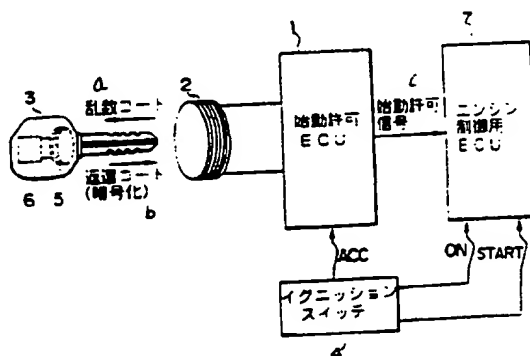 1
7
a
2
3
乱数コード
始動許可
ECU
c
始動許可
信号
エンジン
制御用
ECU
返還コード
(暗号化)
6 5
b
ACC
ON
START
イグニッション
スイッチ
4